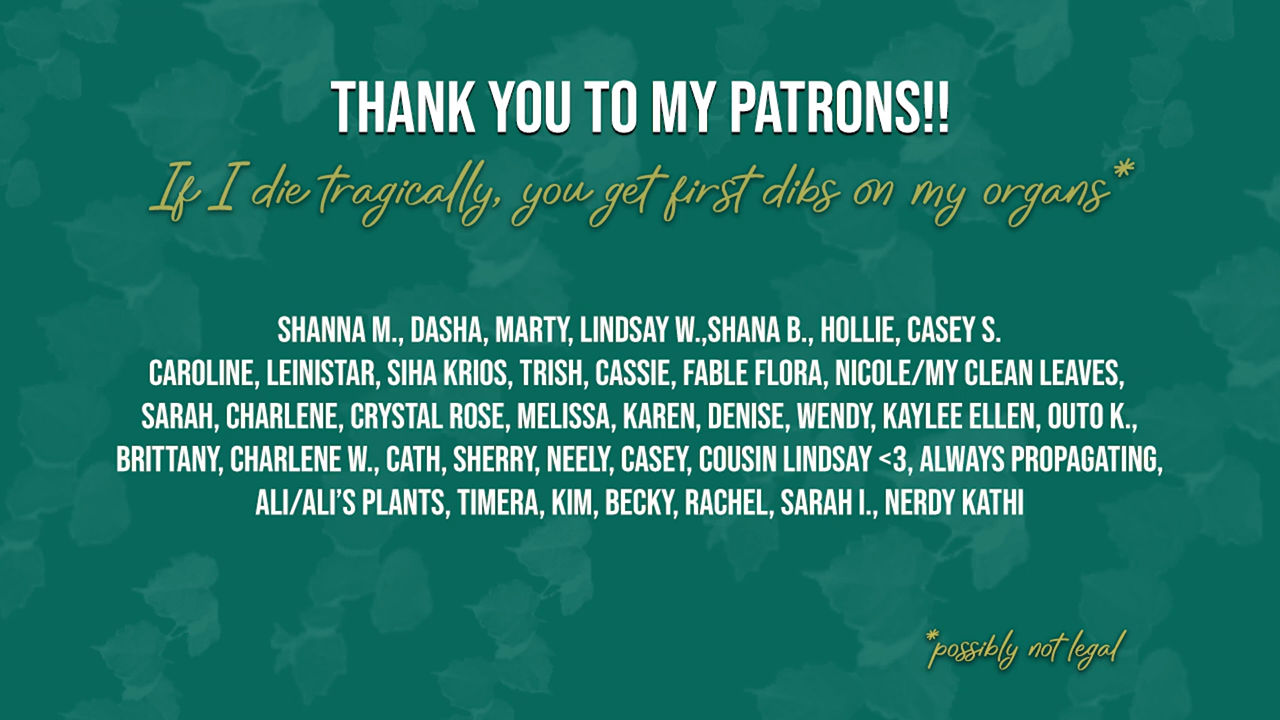 THANK YOU TO MY PATRONS!!
If I die tragically, you get first dibs on my organs*
SHANNA M., DASHA, MARTY, LINDSAY W.,SHANA B., HOLLIE, CASEY S.
CAROLINE, LEINISTAR, SIHA KRIOS, TRISH, CASSIE, FABLE FLORA, NICOLE/MY CLEAN LEAVES,
SARAH, CHARLENE, CRYSTAL ROSE, MELISSA, KAREN, DENISE, WENDY, KAYLEE ELLEN, OUTO K.,
BRITTANY, CHARLENE W., CATH, SHERRY, NEELY, CASEY, COUSIN LINDSAY <3, ALWAYS PROPAGATING,
ALI/ALI’S PLANTS, TIMERA, KIM, BECKY, RACHEL, SARAH I., NERDY KATHI
*possibly not legal